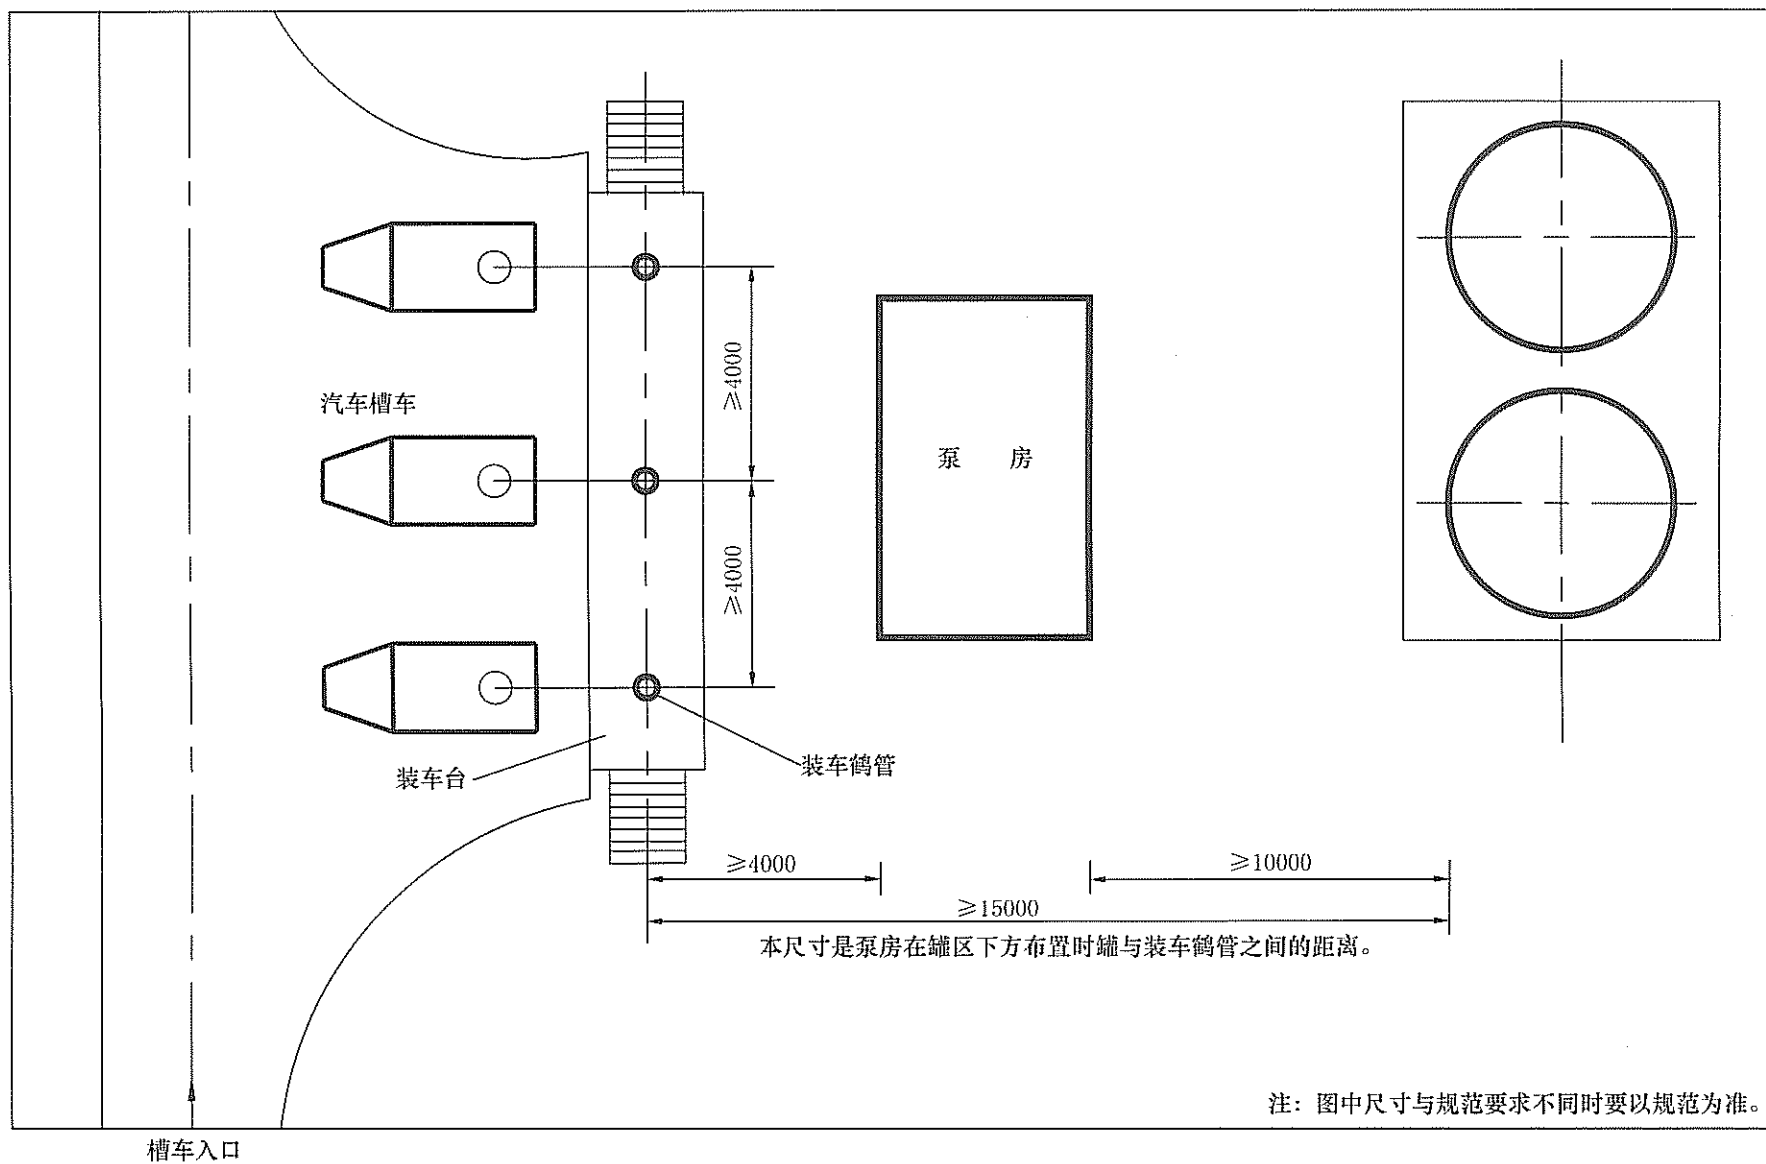 ≥4000
汽车槽车
泵 房
≥4000
装车台
装车鹤管
≥4000
≥10000
≥15000
本尺寸是泵房在罐区下方布置时罐与装车鹤管之间的距离。
注：图中尺寸与规范要求不同时要以规范为准。
槽车入口